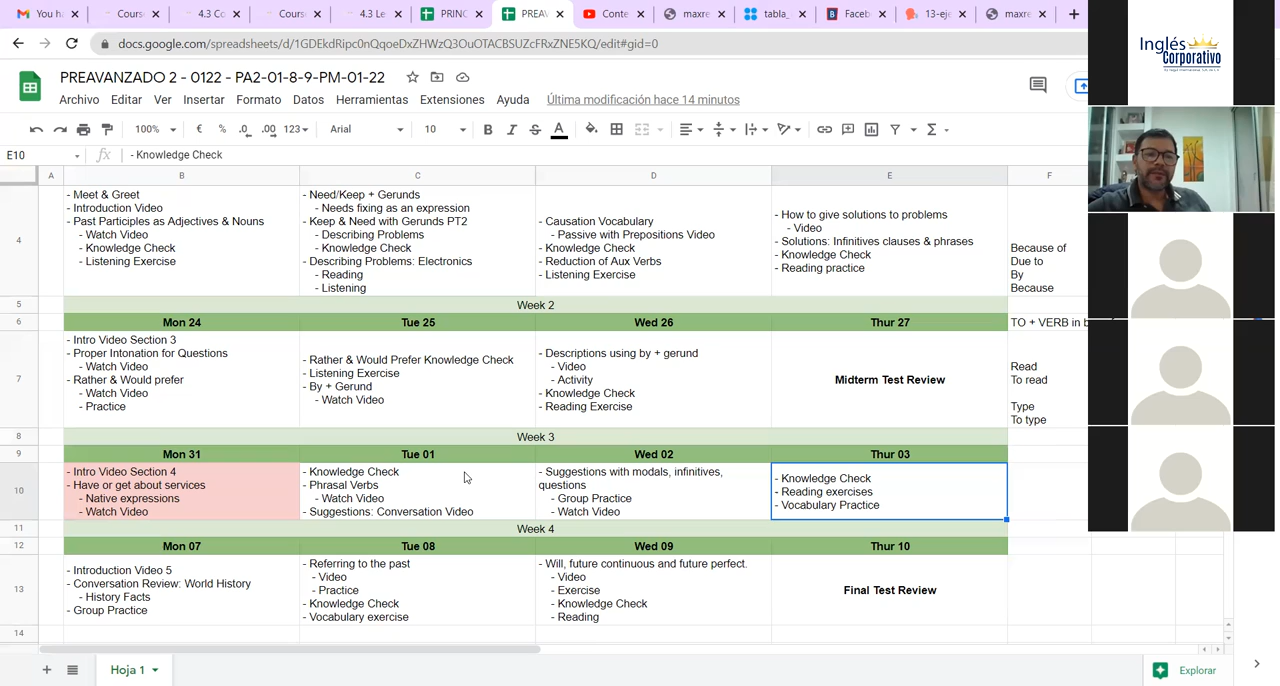 You ha
Cours
4.3 Co
Cours
4.3 Le
PRINC
PREAV
Conte
maxre
tabla_
Faceb
13-eje
maxre
docs.google.com/spreadsheets/d/1GDEkdRipc0nQqoeDxZHWzQ3OuOTACBSUZcFRxZNE5KQ/edit#gid=0
Inglés
Corporativo
PREAVANZADO 2 - 0122 - PA2-01-8-9-PM-01-22
Archivo Editar Ver Insertar Formato Datos Herramientas Extensiones Ayuda Última modificación hace 14 minutos
100% € % .0 .00 123 Arial 10 B I S A
E10 fx - Knowledge Check
A B C D E F
4
- Meet & Greet
- Introduction Video
- Past Participles as Adjectives & Nouns
- Watch Video
- Knowledge Check
- Listening Exercise
- Need/Keep + Gerunds
- Needs fixing as an expression
- Keep & Need with Gerunds PT2
- Describing Problems
- Knowledge Check
- Describing Problems: Electronics
- Reading
- Listening
- Causation Vocabulary
- Passive with Prepositions Video
- Knowledge Check
- Reduction of Aux Verbs
- Listening Exercise
- How to give solutions to problems
- Video
- Solutions: Infinitives clauses & phrases
- Knowledge Check
- Reading practice
Because of
Due to
By
Because
5 Week 2
6 Mon 24 Tue 25 Wed 26 Thur 27 TO + VERB in b
7
- Intro Video Section 3
- Proper Intonation for Questions
- Watch Video
- Rather & Would prefer
- Watch Video
- Practice
- Rather & Would Prefer Knowledge Check
- Listening Exercise
- By + Gerund
- Watch Video
- Descriptions using by + gerund
- Video
- Activity
- Knowledge Check
- Reading Exercise
Midterm Test Review
Read
To read
Type
To type
8 Week 3
9 Mon 31 Tue 01 Wed 02 Thur 03
10
- Intro Video Section 4
- Have or get about services
- Native expressions
- Watch Video
- Knowledge Check
- Phrasal Verbs
- Watch Video
- Suggestions: Conversation Video
- Suggestions with modals, infinitives,
questions
- Group Practice
- Watch Video
- Knowledge Check
- Reading exercises
- Vocabulary Practice
11 Week 4
12 Mon 07 Tue 08 Wed 09 Thur 10
13
- Introduction Video 5
- Conversation Review: World History
- History Facts
- Group Practice
- Referring to the past
- Video
- Practice
- Knowledge Check
- Vocabulary exercise
- Will, future continuous and future perfect.
- Video
- Exercise
- Knowledge Check
- Reading
Final Test Review
14
Hoja 1
Explorar